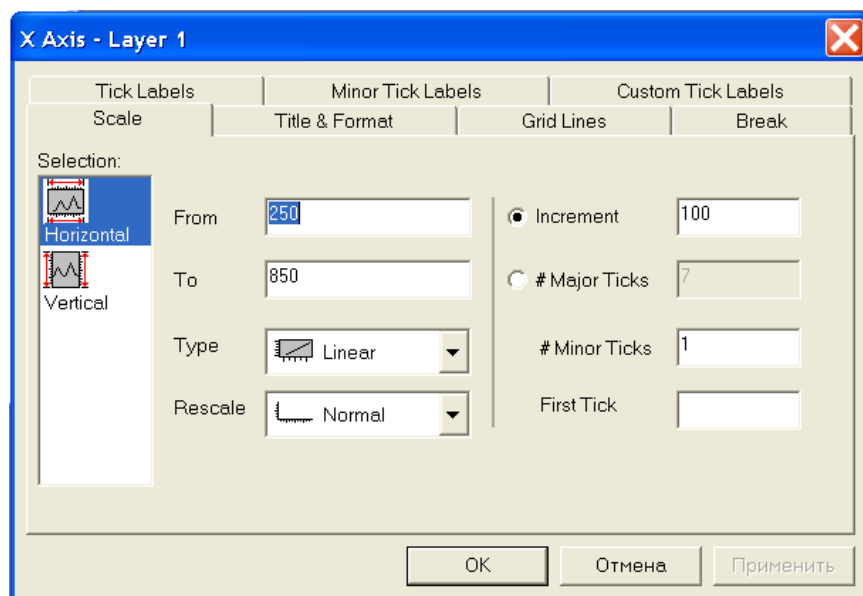 X Axis - Layer 1
Tick Labels Minor Tick Labels Custom Tick Labels
Scale Title & Format Grid Lines Break
Selection:
Horizontal
Vertical
From 250
To 850
Type Linear
Rescale Normal
Increment 100
# Major Ticks 7
# Minor Ticks 1
First Tick
OK Отмена Применить